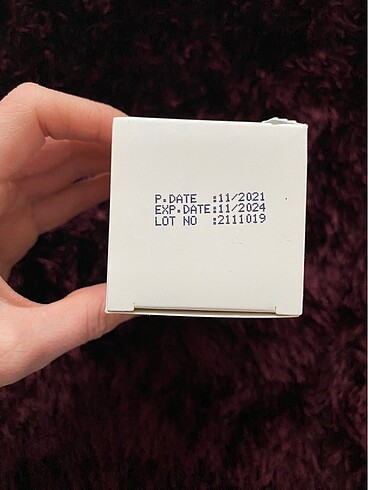 P.DATE :11/2021
EXP.DATE:11/2024
LOT NO :2111019